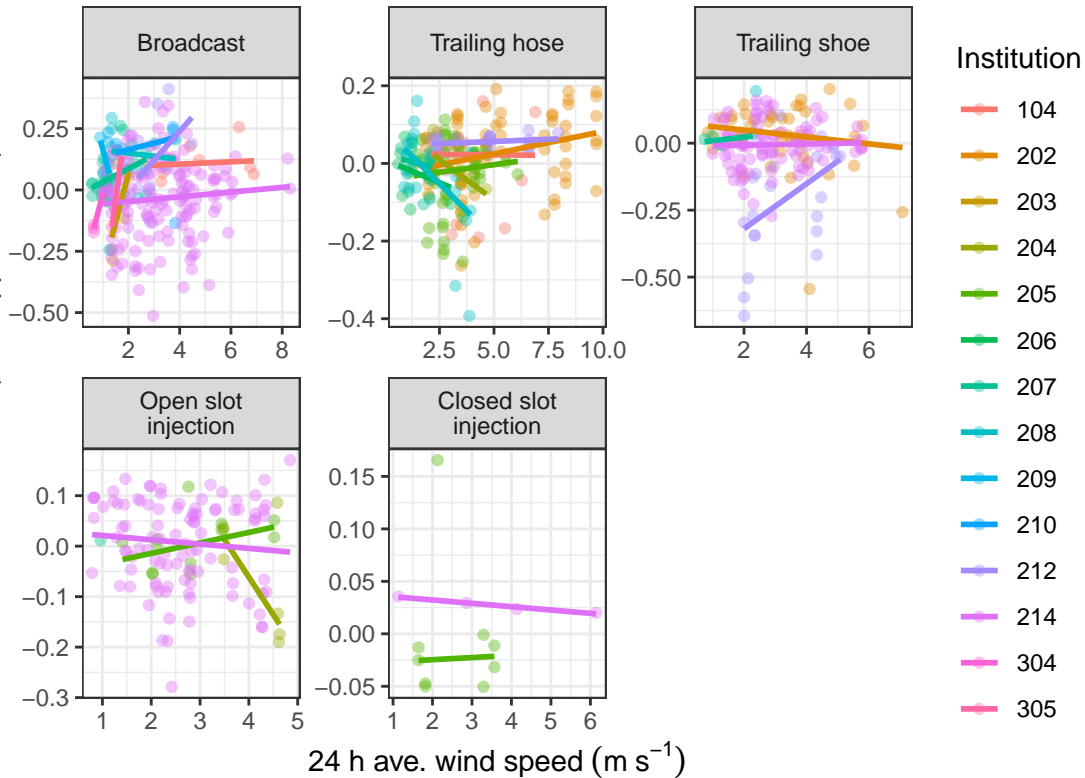 Broadcast
Trailing hose
Trailing shoe
0.25
0.00
−0.25
−0.50
2 4 6 8
0.2
0.0
−0.2
−0.4
2.5 5.0 7.5 10.0
0.00
−0.25
−0.50
2 4 6
Open slot
injection
Closed slot
injection
0.1
0.0
−0.1
−0.2
−0.3
1 2 3 4 5
0.15
0.10
0.05
0.00
−0.05
1 2 3 4 5 6
24 h ave. wind speed (m s−1)
Institution
104
202
203
204
205
206
207
208
209
210
212
214
304
305